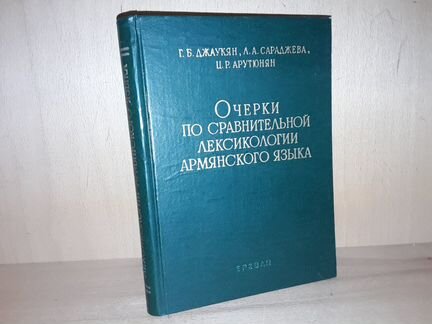 Г. Б. ДЖАУКЯН, Л. А. САРАДЖЕВА,
Ц. Р. АРУТЮНЯН
ОЧЕРКИ
ПО СРАВНИТЕЛЬНОЙ
ЛЕКСИКОЛОГИИ
АРМЯНСКОГО ЯЗЫКА
ЕРЕВАН